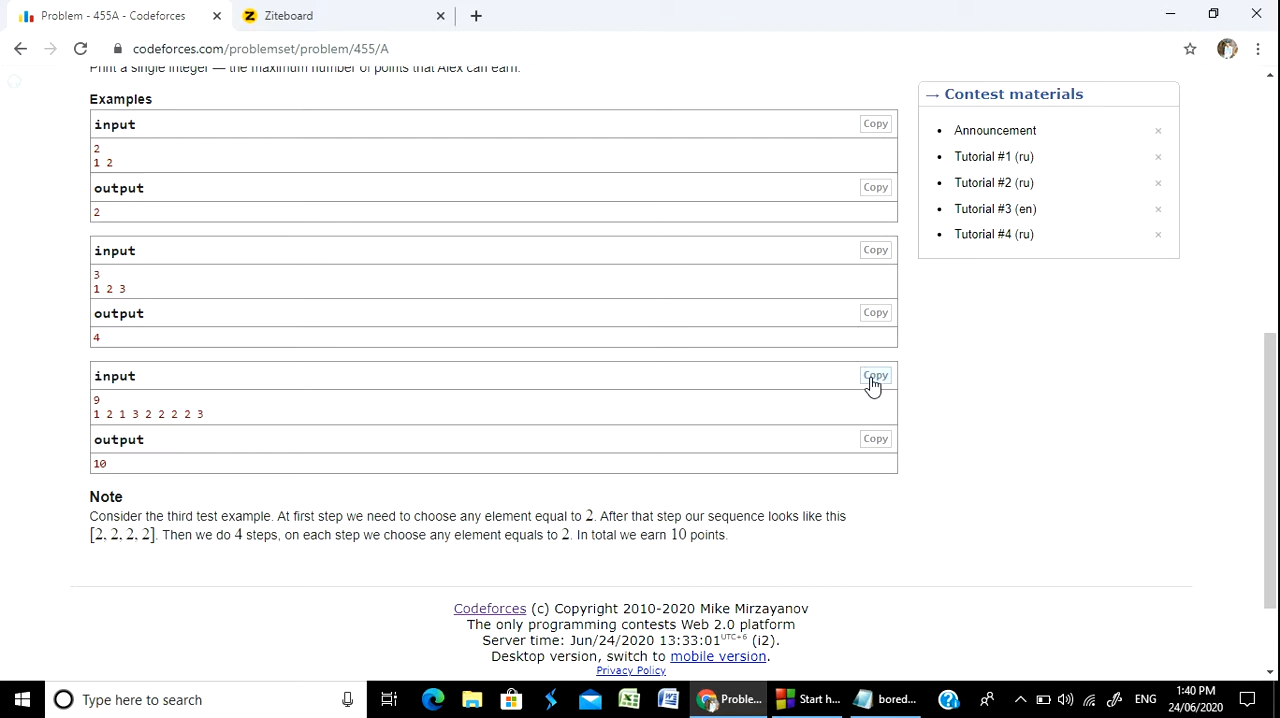 Problem - 455A - Codeforces
Ziteboard
codeforces.com/problemset/problem/455/A
Print a single integer — the maximum number of points that Alex can earn.
Examples
input
Copy
2
1 2
output
Copy
2
input
Copy
3
1 2 3
output
Copy
4
input
Copy
9
1 2 1 3 2 2 2 2 3
output
Copy
10
Note
Consider the third test example. At first step we need to choose any element equal to 2. After that step our sequence looks like this
[2, 2, 2, 2]. Then we do 4 steps, on each step we choose any element equals to 2. In total we earn 10 points.
→ Contest materials
Announcement
Tutorial #1 (ru)
Tutorial #2 (ru)
Tutorial #3 (en)
Tutorial #4 (ru)
Codeforces (c) Copyright 2010-2020 Mike Mirzayanov
The only programming contests Web 2.0 platform
Server time: Jun/24/2020 13:33:01 UTC+6 (i2).
Desktop version, switch to mobile version.
Privacy Policy
Type here to search
Proble...
Start h...
bored...
ENG
1:40 PM
24/06/2020